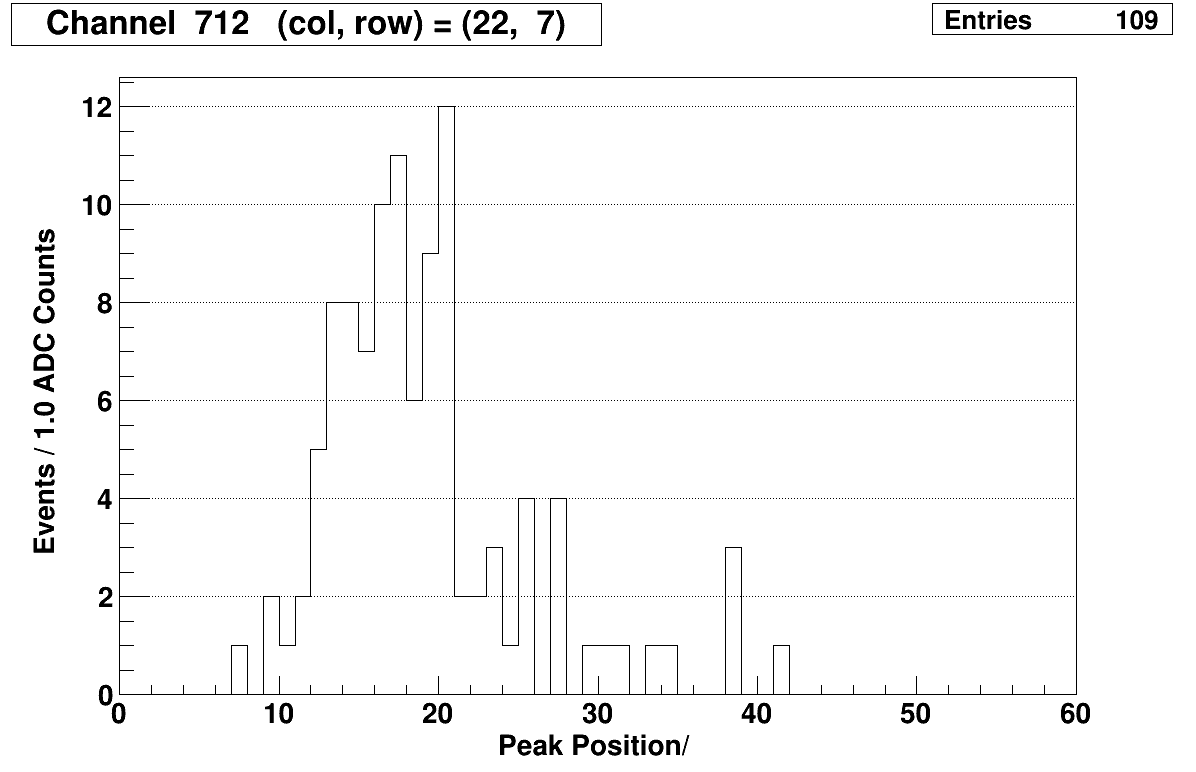 Channel 712 (col, row) = (22, 7)
Entries 109
12
10
8
6
4
2
0
Events / 1.0 ADC Counts
0 10 20 30 40 50 60
Peak Position/